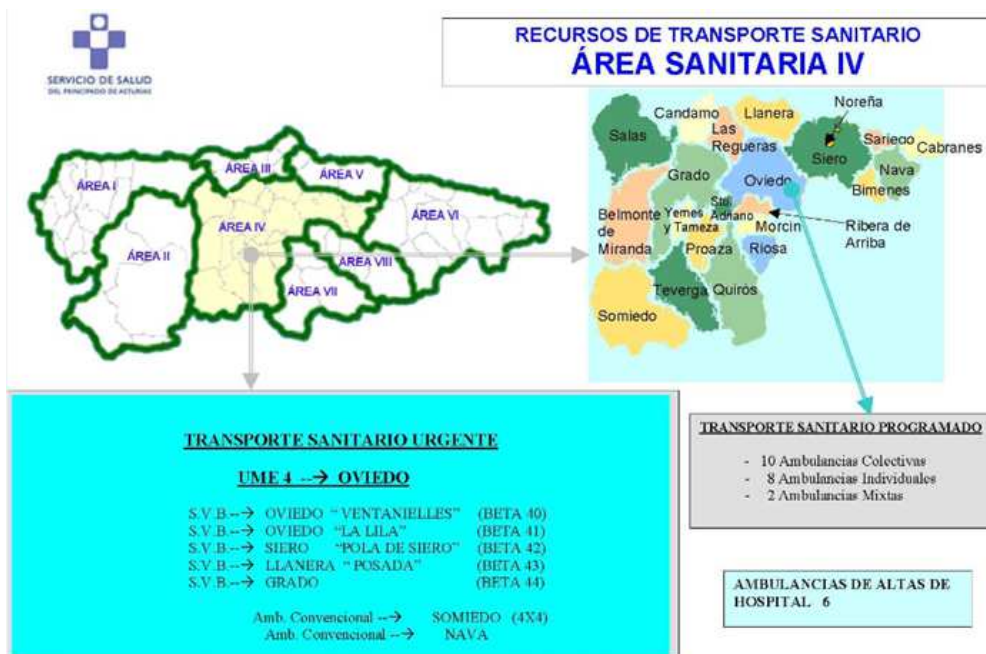 SERVICIO DE SALUD
DEL PRINCIPADO DE ASTURIAS
RECURSOS DE TRANSPORTE SANITARIO
ÁREA SANITARIA IV
ÁREA I
ÁREA II
ÁREA III
ÁREA V
ÁREA IV
ÁREA VI
ÁREA VIII
ÁREA VII
Candamo
Llanera
Noreña
Salas
Las
Regueras
Sariego
Cabranes
Siero
Grado
Oviedo
Nava
Bimenes
Sto
Adriano
Belmonte
de
Miranda
Yernes
y Tameza
Morcin
Ribera de
Arriba
Proaza
Riosa
Teverga
Quirós
Somiedo
TRANSPORTE SANITARIO URGENTE
UME 4 --→ OVIEDO
S.V.B.--→ OVIEDO “ VENTANIELLES” (BETA 40)
S.V.B.--→ OVIEDO “LA LILA” (BETA 41)
S.V.B.--→ SIERO “POLA DE SIERO” (BETA 42)
S.V.B.--→ LLANERA “ POSADA” (BETA 43)
S.V.B.--→ GRADO (BETA 44)
Amb. Convencional --→ SOMIEDO (4X4)
Amb. Convencional --→ NAVA
TRANSPORTE SANITARIO PROGRAMADO
- 10 Ambulancias Colectivas
- 8 Ambulancias Individuales
- 2 Ambulancias Mixtas
AMBULANCIAS DE ALTAS DE
HOSPITAL 6